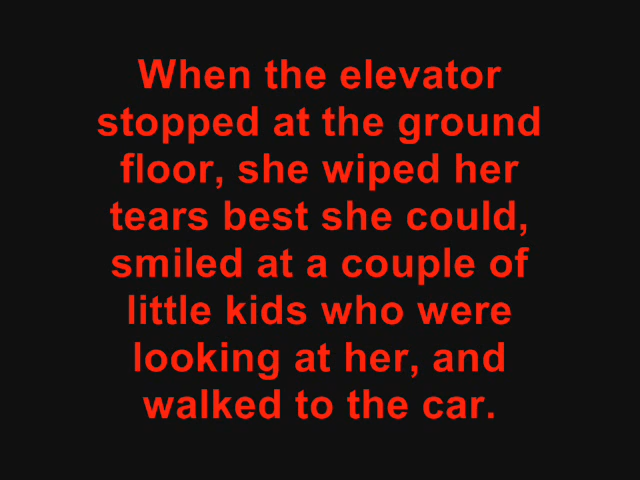 When the elevator
stopped at the ground
floor, she wiped her
tears best she could,
smiled at a couple of
little kids who were
looking at her, and
walked to the car.